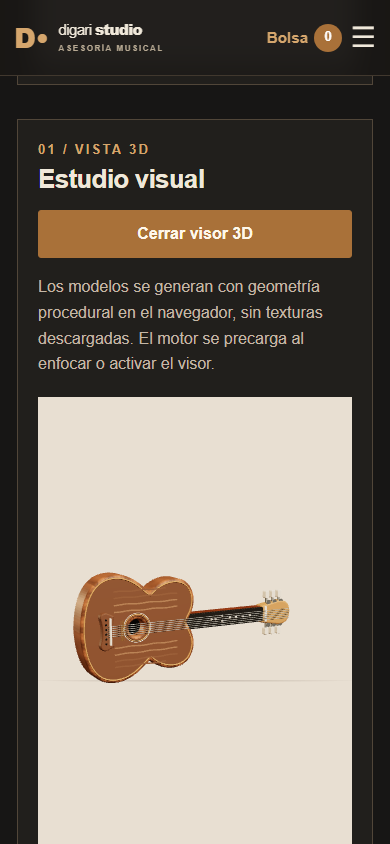 D•
digari studio
ASESORÍA MUSICAL
Bolsa 0
01 / VISTA 3D
Estudio visual
Cerrar visor 3D
Los modelos se generan con geometría
procedural en el navegador, sin texturas
descargadas. El motor se precarga al
enfocar o activar el visor.